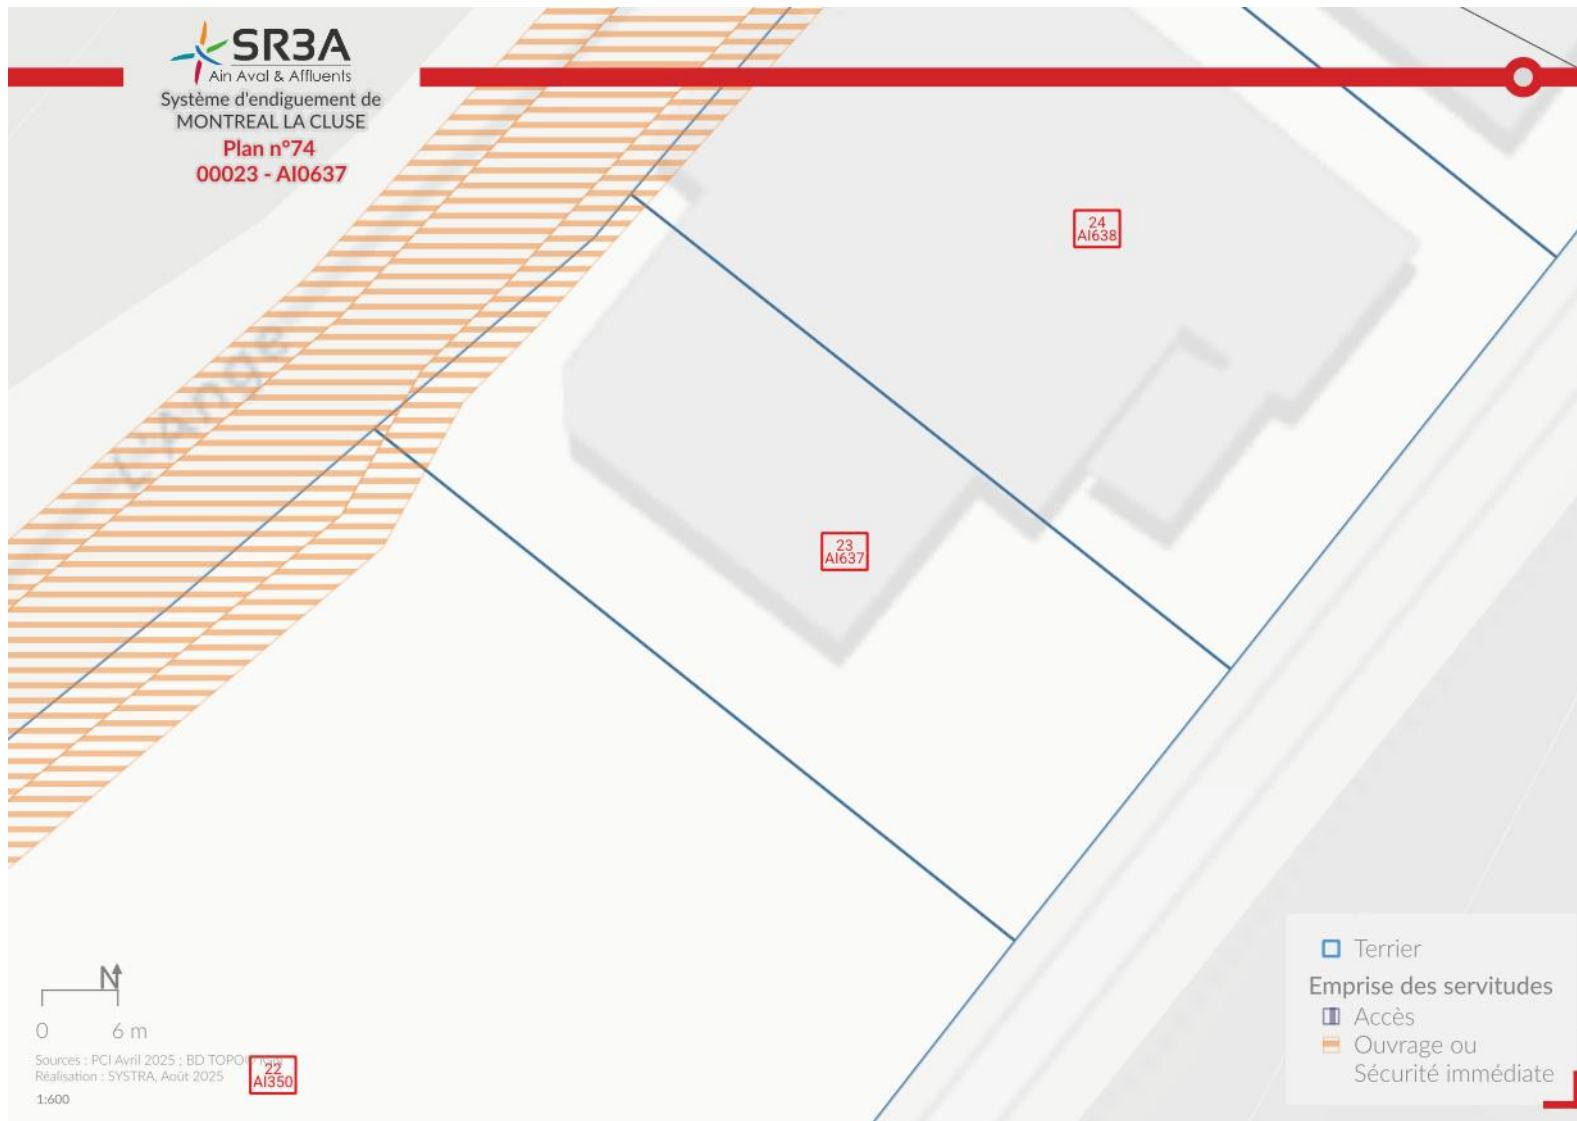 SR3A
Ain Aval & Affluents
Système d'endiguement de
MONTREAL LA CLUSE
Plan n°74
00023 - AI0637
24
AI638
L'Ange
23
AI637
N
0 6 m
Sources : PCI Avril 2025 ; BD TOPO
Réalisation : SYSTRA, Août 2025
22
AI350
1:600
Terrier
Emprise des servitudes
Accès
Ouvrage ou
Sécurité immédiate